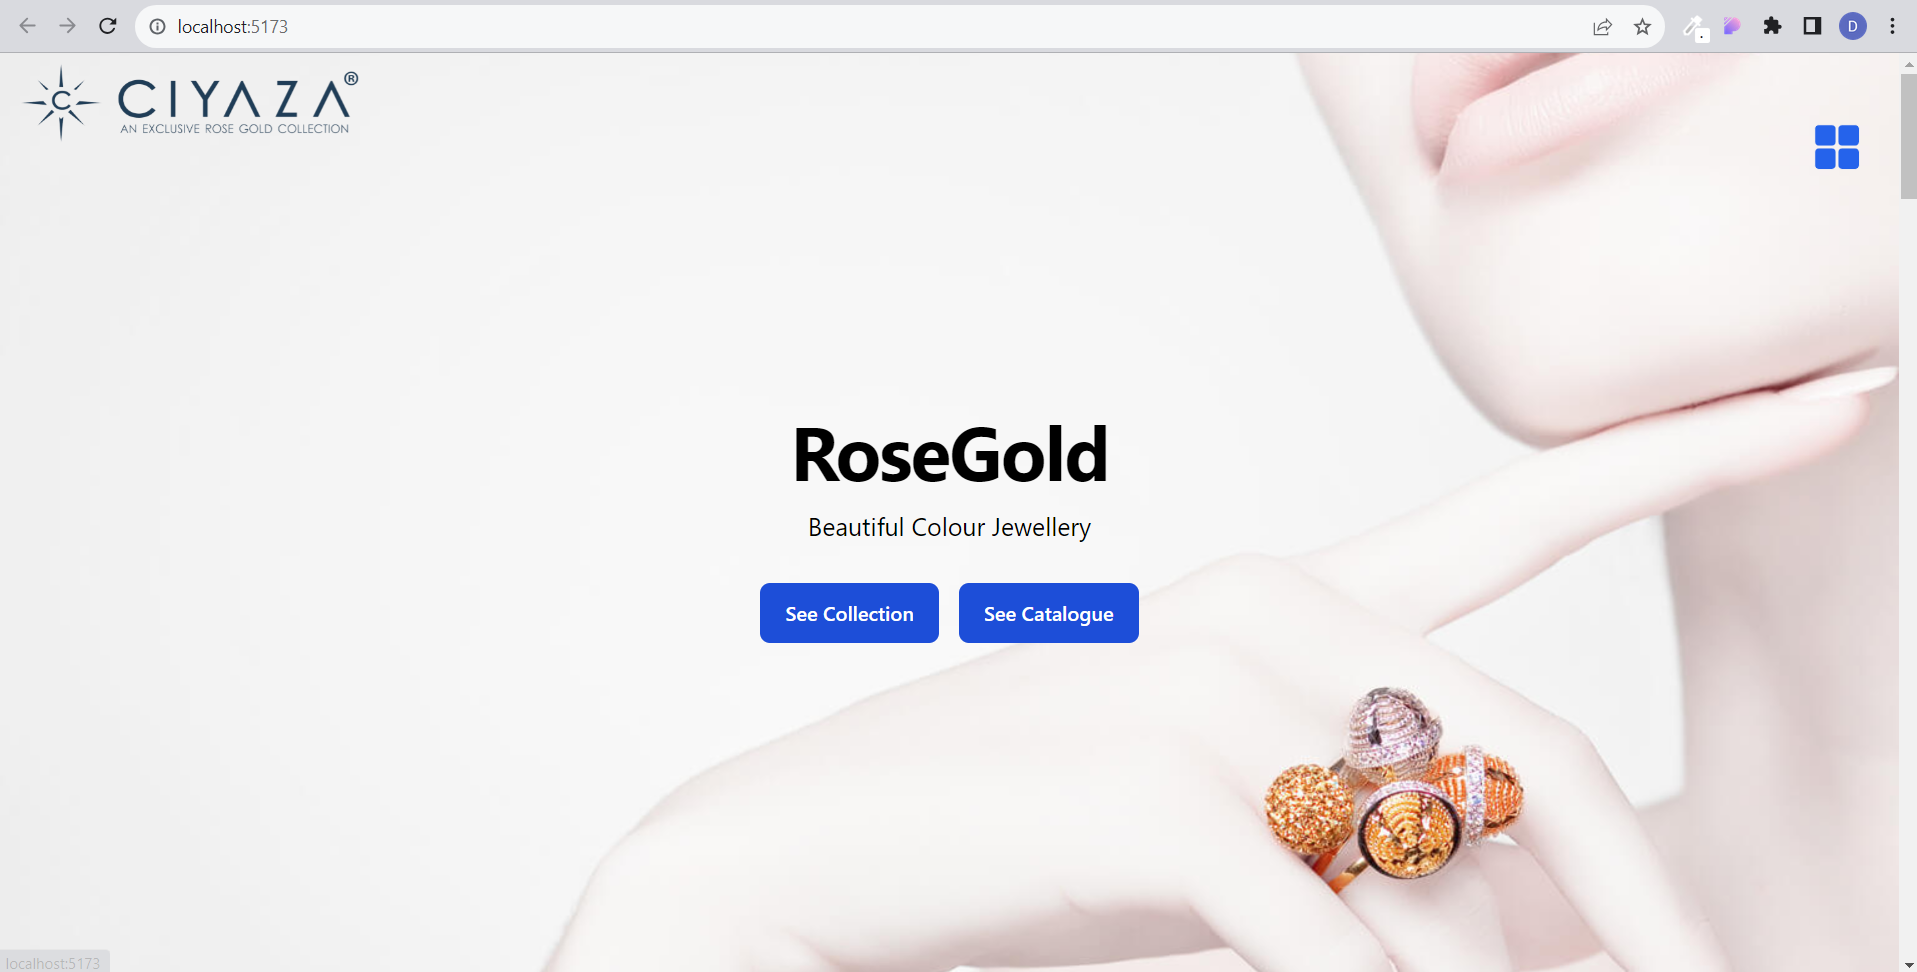 localhost:5173
D
C
CIYAZA®
AN EXCLUSIVE ROSE GOLD COLLECTION
RoseGold
Beautiful Colour Jewellery
See Collection
See Catalogue
localhost:5173